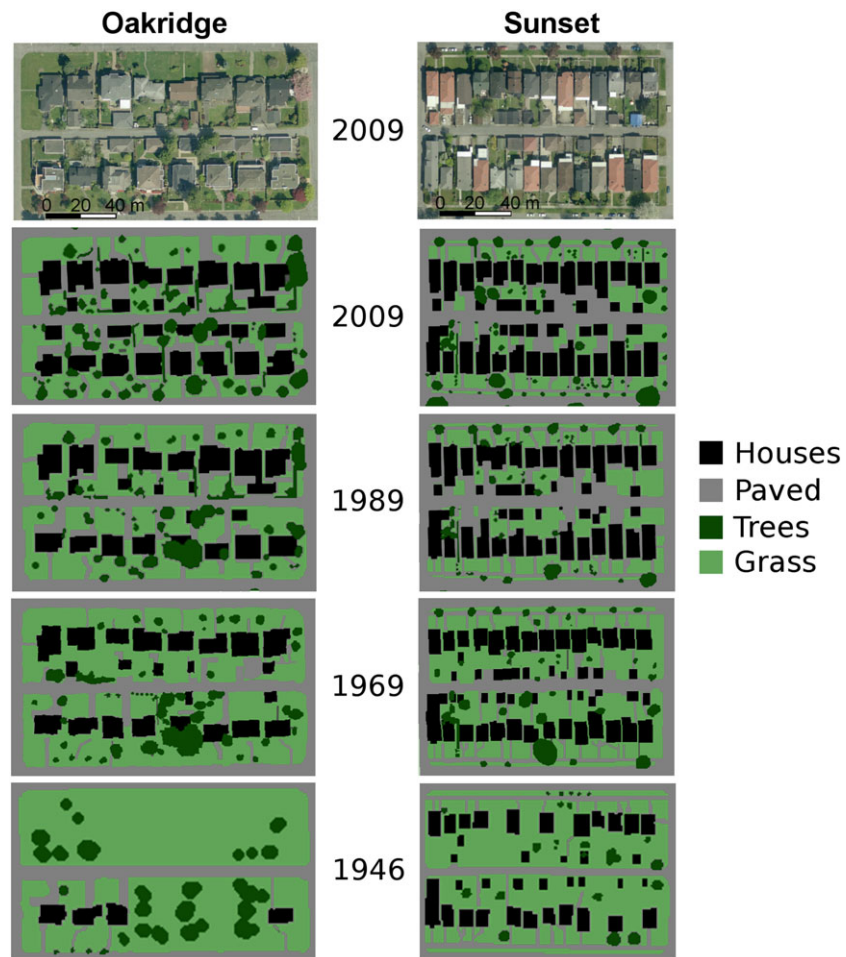 Oakridge
Sunset
2009
0 20 40 m
0 20 40 m
2009
1989
Houses
Paved
Trees
Grass
1969
1946